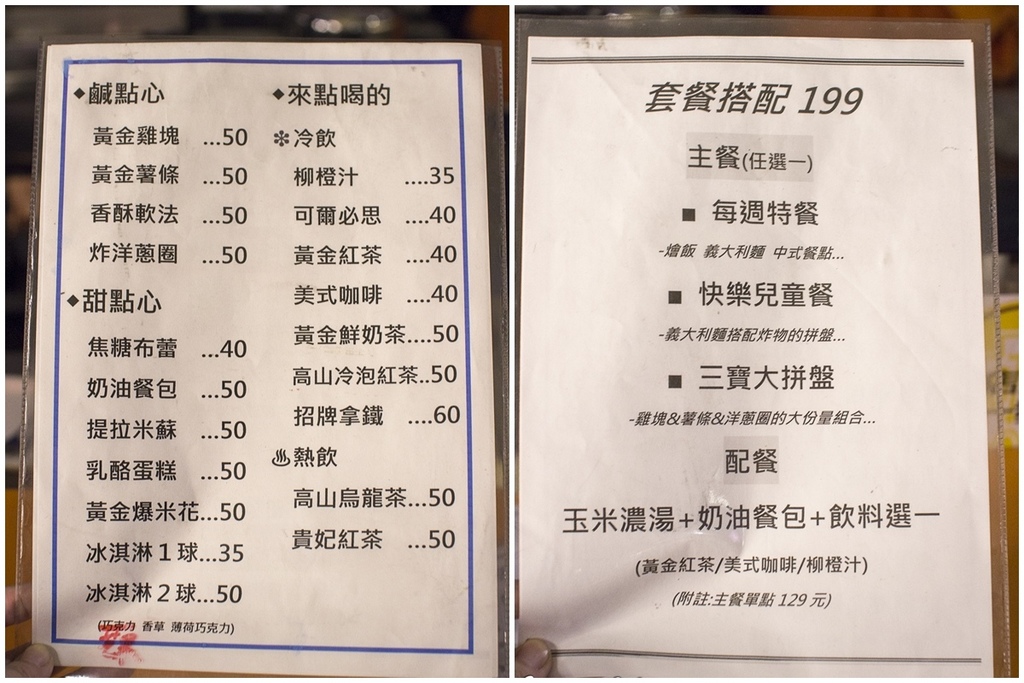 ◆鹹點心
黃金雞塊 ...50
黃金薯條 ...50
香酥軟法 ...50
炸洋蔥圈 ...50
◆甜點心
焦糖布蕾 ...40
奶油餐包 ...50
提拉米蘇 ...50
乳酪蛋糕 ...50
黃金爆米花...50
冰淇淋1球...35
冰淇淋2球...50
(巧克力 香草 薄荷巧克力)
◆來點喝的
❇冷飲
柳橙汁 ....35
可爾必思 ....40
黃金紅茶 ....40
美式咖啡 ....40
黃金鮮奶茶....50
高山冷泡紅茶..50
招牌拿鐵 ....60
♨熱飲
高山烏龍茶...50
貴妃紅茶 ...50
套餐搭配 199
主餐(任選一)
■ 每週特餐
-燴飯 義大利麵 中式餐點...
■ 快樂兒童餐
-義大利麵搭配炸物的拼盤...
■ 三寶大拼盤
-雞塊&薯條&洋蔥圈的大份量組合...
配餐
玉米濃湯+奶油餐包+飲料選一
(黃金紅茶/美式咖啡/柳橙汁)
(附註:主餐單點 129 元)